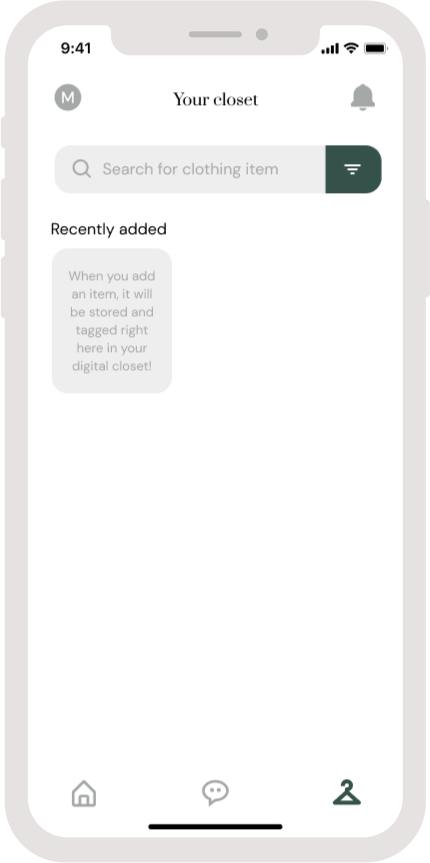 9:41
M
Your closet
Search for clothing item
Recently added
When you add
an item, it will
be stored and
tagged right
here in your
digital closet!